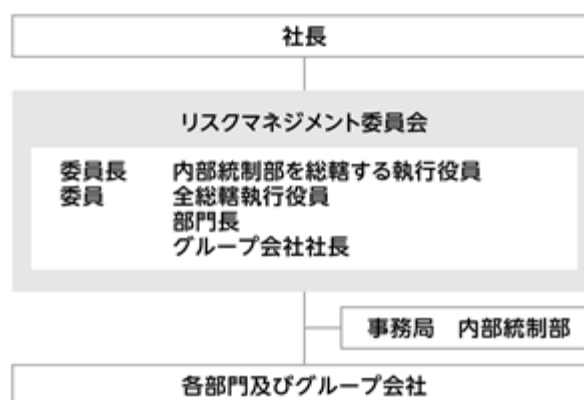 社長
リスクマネジメント委員会
委員長 内部統制部を総轄する執行役員
委員 全総轄執行役員
部門長
グループ会社社長
事務局 内部統制部
各部門及びグループ会社